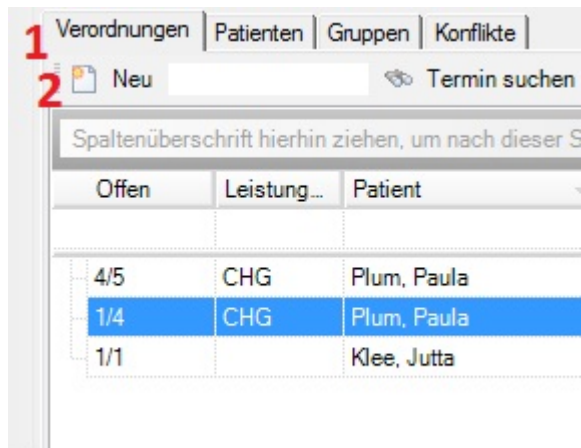 1 Verordnungen Patienten Gruppen Konflikte
2 Neu Termin suchen
Spaltenüberschrift hierhin ziehen, um nach dieser S
Offen Leistung... Patient
4/5 CHG Plum, Paula
1/4 CHG Plum, Paula
1/1 Klee, Jutta